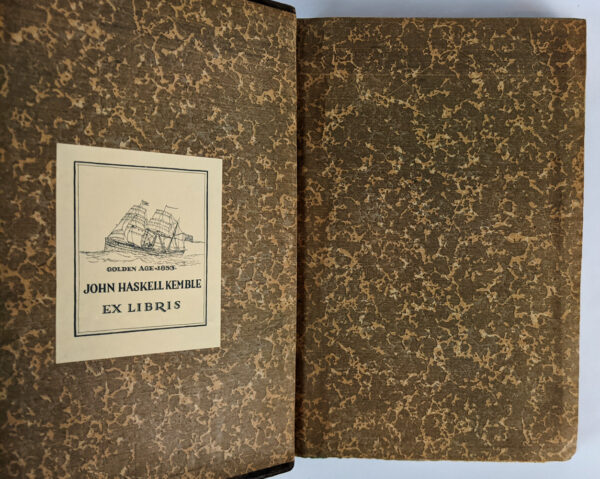 GOLDEN AGE-1853-
JOHN HASKELL KEMBLE
EX LIBRIS